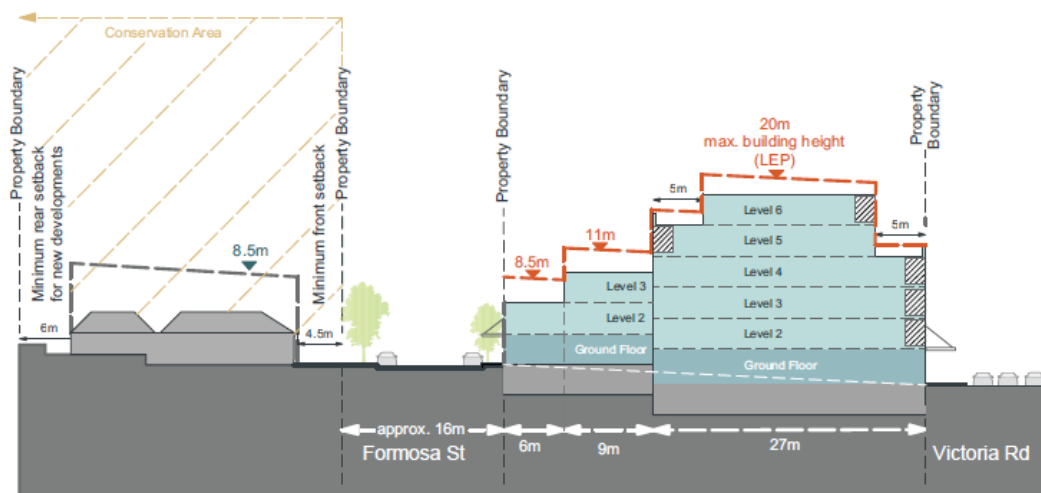 Conservation Area
Property Boundary
Minimum rear setback
for new developments
6m
8.5m
Minimum front setback
Property Boundary
4.5m
Property Boundary
8.5m
11m
20m
max. building height
(LEP)
5m
5m
Property
Boundary
Level 6
Level 5
Level 4
Level 3
Level 2
Ground Floor
Level 3
Level 2
Ground Floor
approx. 16m
6m
9m
27m
Formosa St
Victoria Rd